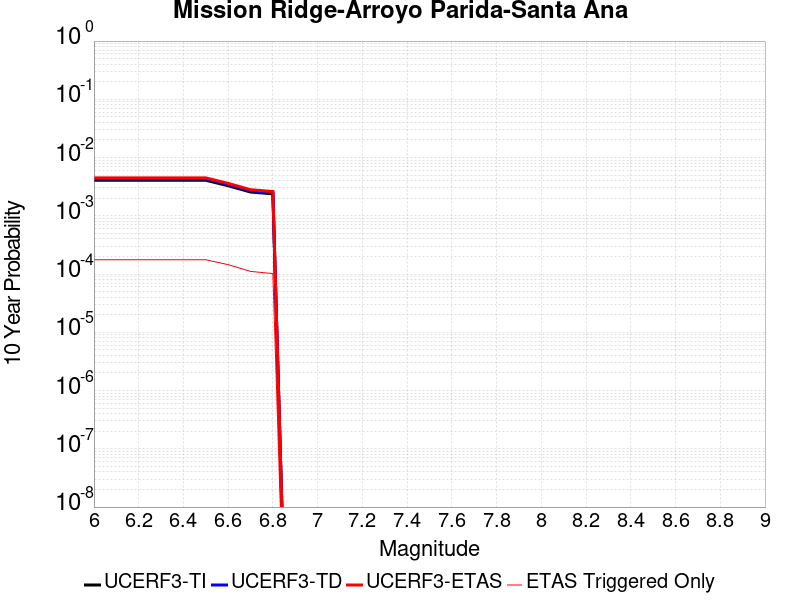 Mission Ridge-Arroyo Parida-Santa Ana
10^0
10^-1
10^-2
10^-3
10^-4
10^-5
10^-6
10^-7
10^-8
10 Year Probability
6 6.2 6.4 6.6 6.8 7 7.2 7.4 7.6 7.8 8 8.2 8.4 8.6 8.8 9
Magnitude
UCERF3-TI UCERF3-TD UCERF3-ETAS ETAS Triggered Only